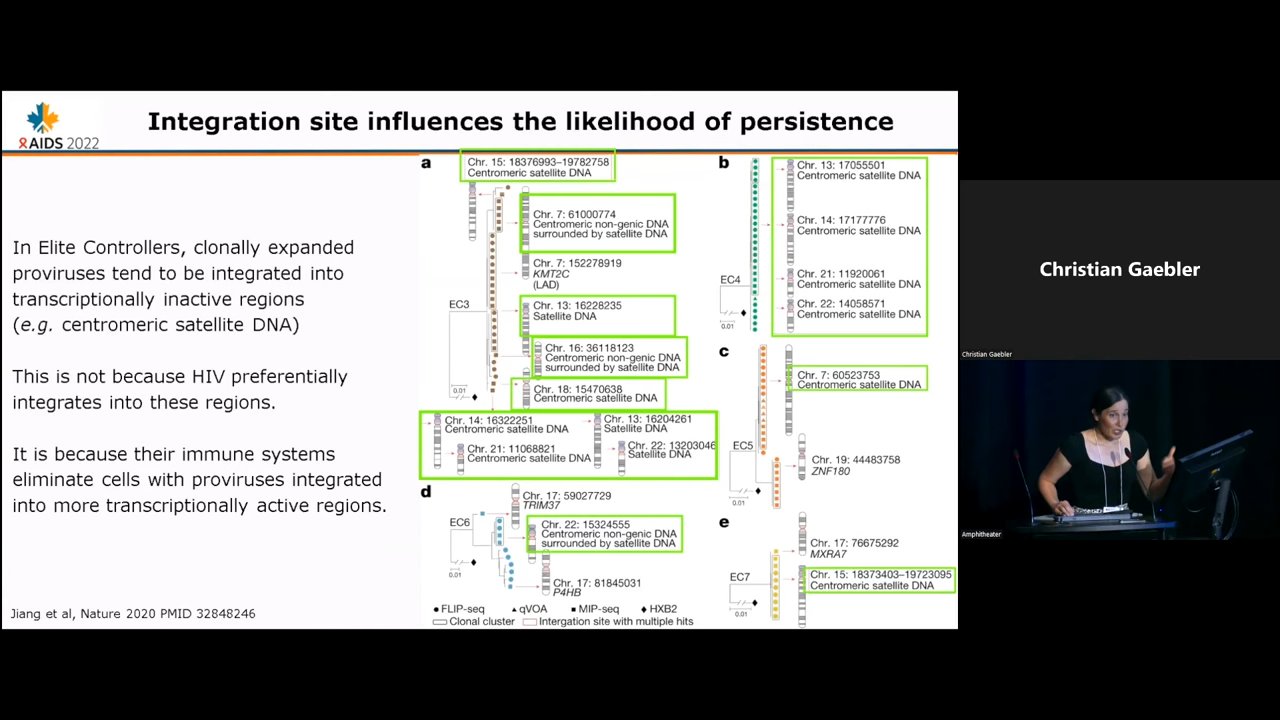 AIDS 2022
Integration site influences the likelihood of persistence
In Elite Controllers, clonally expanded
proviruses tend to be integrated into
transcriptionally inactive regions
(e.g. centromeric satellite DNA)
This is not because HIV preferentially
integrates into these regions.
It is because their immune systems
eliminate cells with proviruses integrated
into more transcriptionally active regions.
Jiang et al, Nature 2020 PMID 32848246
a
Chr. 15: 18376993–19782758
Centromeric satellite DNA
Chr. 7: 61000774
Centromeric non-genic DNA
surrounded by satellite DNA
Chr. 7: 152278919
KMT2C
(LAD)
EC3
Chr. 13: 16228235
Satellite DNA
Chr. 16: 36118123
Centromeric non-genic DNA
surrounded by satellite DNA
0.01
Chr. 18: 15470638
Centromeric satellite DNA
Chr. 14: 16322251
Centromeric satellite DNA
Chr. 13: 16204261
Satellite DNA
Chr. 21: 11068821
Centromeric satellite DNA
Chr. 22: 13203046
Satellite DNA
b
Chr. 13: 17055501
Centromeric satellite DNA
Chr. 14: 17177776
Centromeric satellite DNA
EC4
Chr. 21: 11920061
Centromeric satellite DNA
Chr. 22: 14058571
Centromeric satellite DNA
0.01
c
Chr. 7: 60523753
Centromeric satellite DNA
EC5
Chr. 19: 44483758
ZNF180
0.01
d
Chr. 17: 59027729
TRIM37
EC6
Chr. 22: 15324555
Centromeric non-genic DNA
surrounded by satellite DNA
0.01
Chr. 17: 81845031
P4HB
e
Chr. 17: 76675292
MXRA7
EC7
Chr. 15: 18373403–19723095
Centromeric satellite DNA
0.01
FLIP-seq qVOA MIP-seq HXB2
Clonal cluster Intergation site with multiple hits
Christian Gaebler
Christian Gaebler
Amphitheater